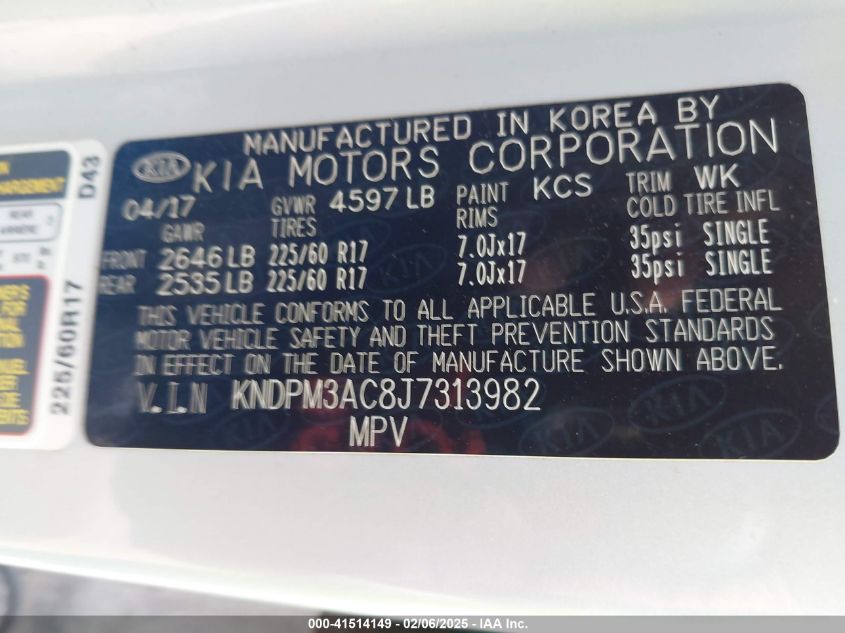 MANUFACTURED IN KOREA BY
KIA KIA MOTORS CORPORATION
04/17 GVWR 4597 LB PAINT KCS TRIM WK
GAWR TIRES RIMS COLD TIRE INFL
FRONT 2646 LB 225/60 R17 7.0Jx17 35psi SINGLE
REAR 2535 LB 225/60 R17 7.0Jx17 35psi SINGLE
THIS VEHICLE CONFORMS TO ALL APPLICABLE U.S.A. FEDERAL
MOTOR VEHICLE SAFETY AND THEFT PREVENTION STANDARDS
IN EFFECT ON THE DATE OF MANUFACTURE SHOWN ABOVE.
V.I.N KNDPM3AC8J7313982
MPV
D43
225/60R17
REAR
FOR
000-41514149 - 02/06/2025 - IAA Inc.